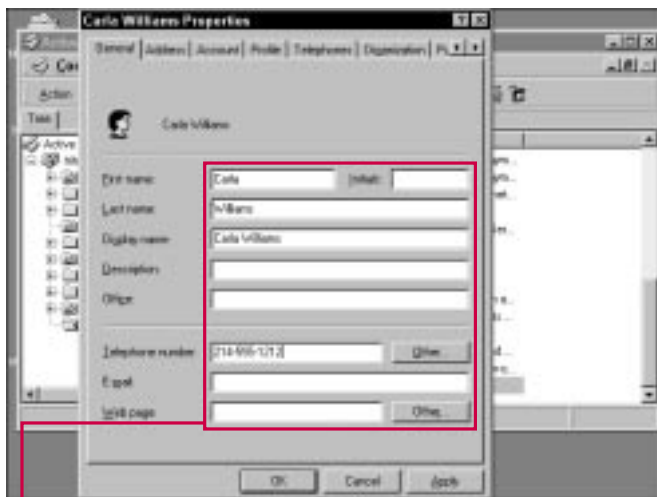 Carla Williams Properties
General Address Account Profile Telephones Organization
Action
Tree
Active
Carla Williams
First name: Carla Initials:
Last name: Williams
Display name: Carla Williams
Description:
Office:
Telephone number: 214-555-1212 Other...
E-mail:
Web page: Other...
OK Cancel Apply